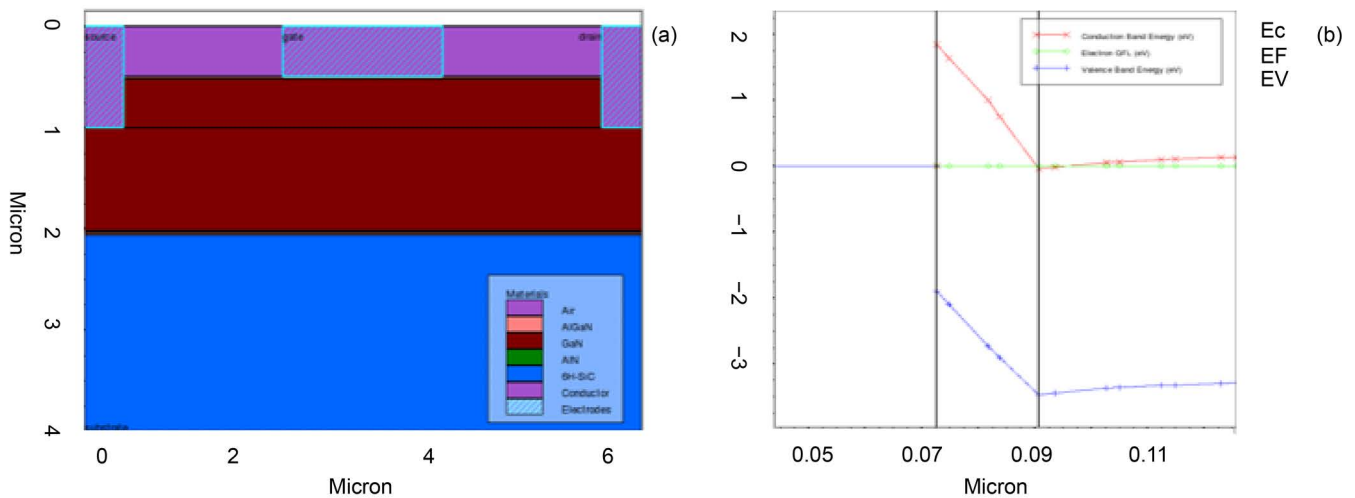 0
source
gate
drain
(a)
1
2
3
4
Micron
Materials
Air
AlGaN
GaN
AlN
6H-SiC
Conductor
Electrodes
substrate
0
2
4
6
Micron
2
1
0
−1
−2
−3
Conduction Band Energy (eV)
Electron QFL (eV)
Valence Band Energy (eV)
Ec
EF
EV
(b)
0.05
0.07
0.09
0.11
Micron